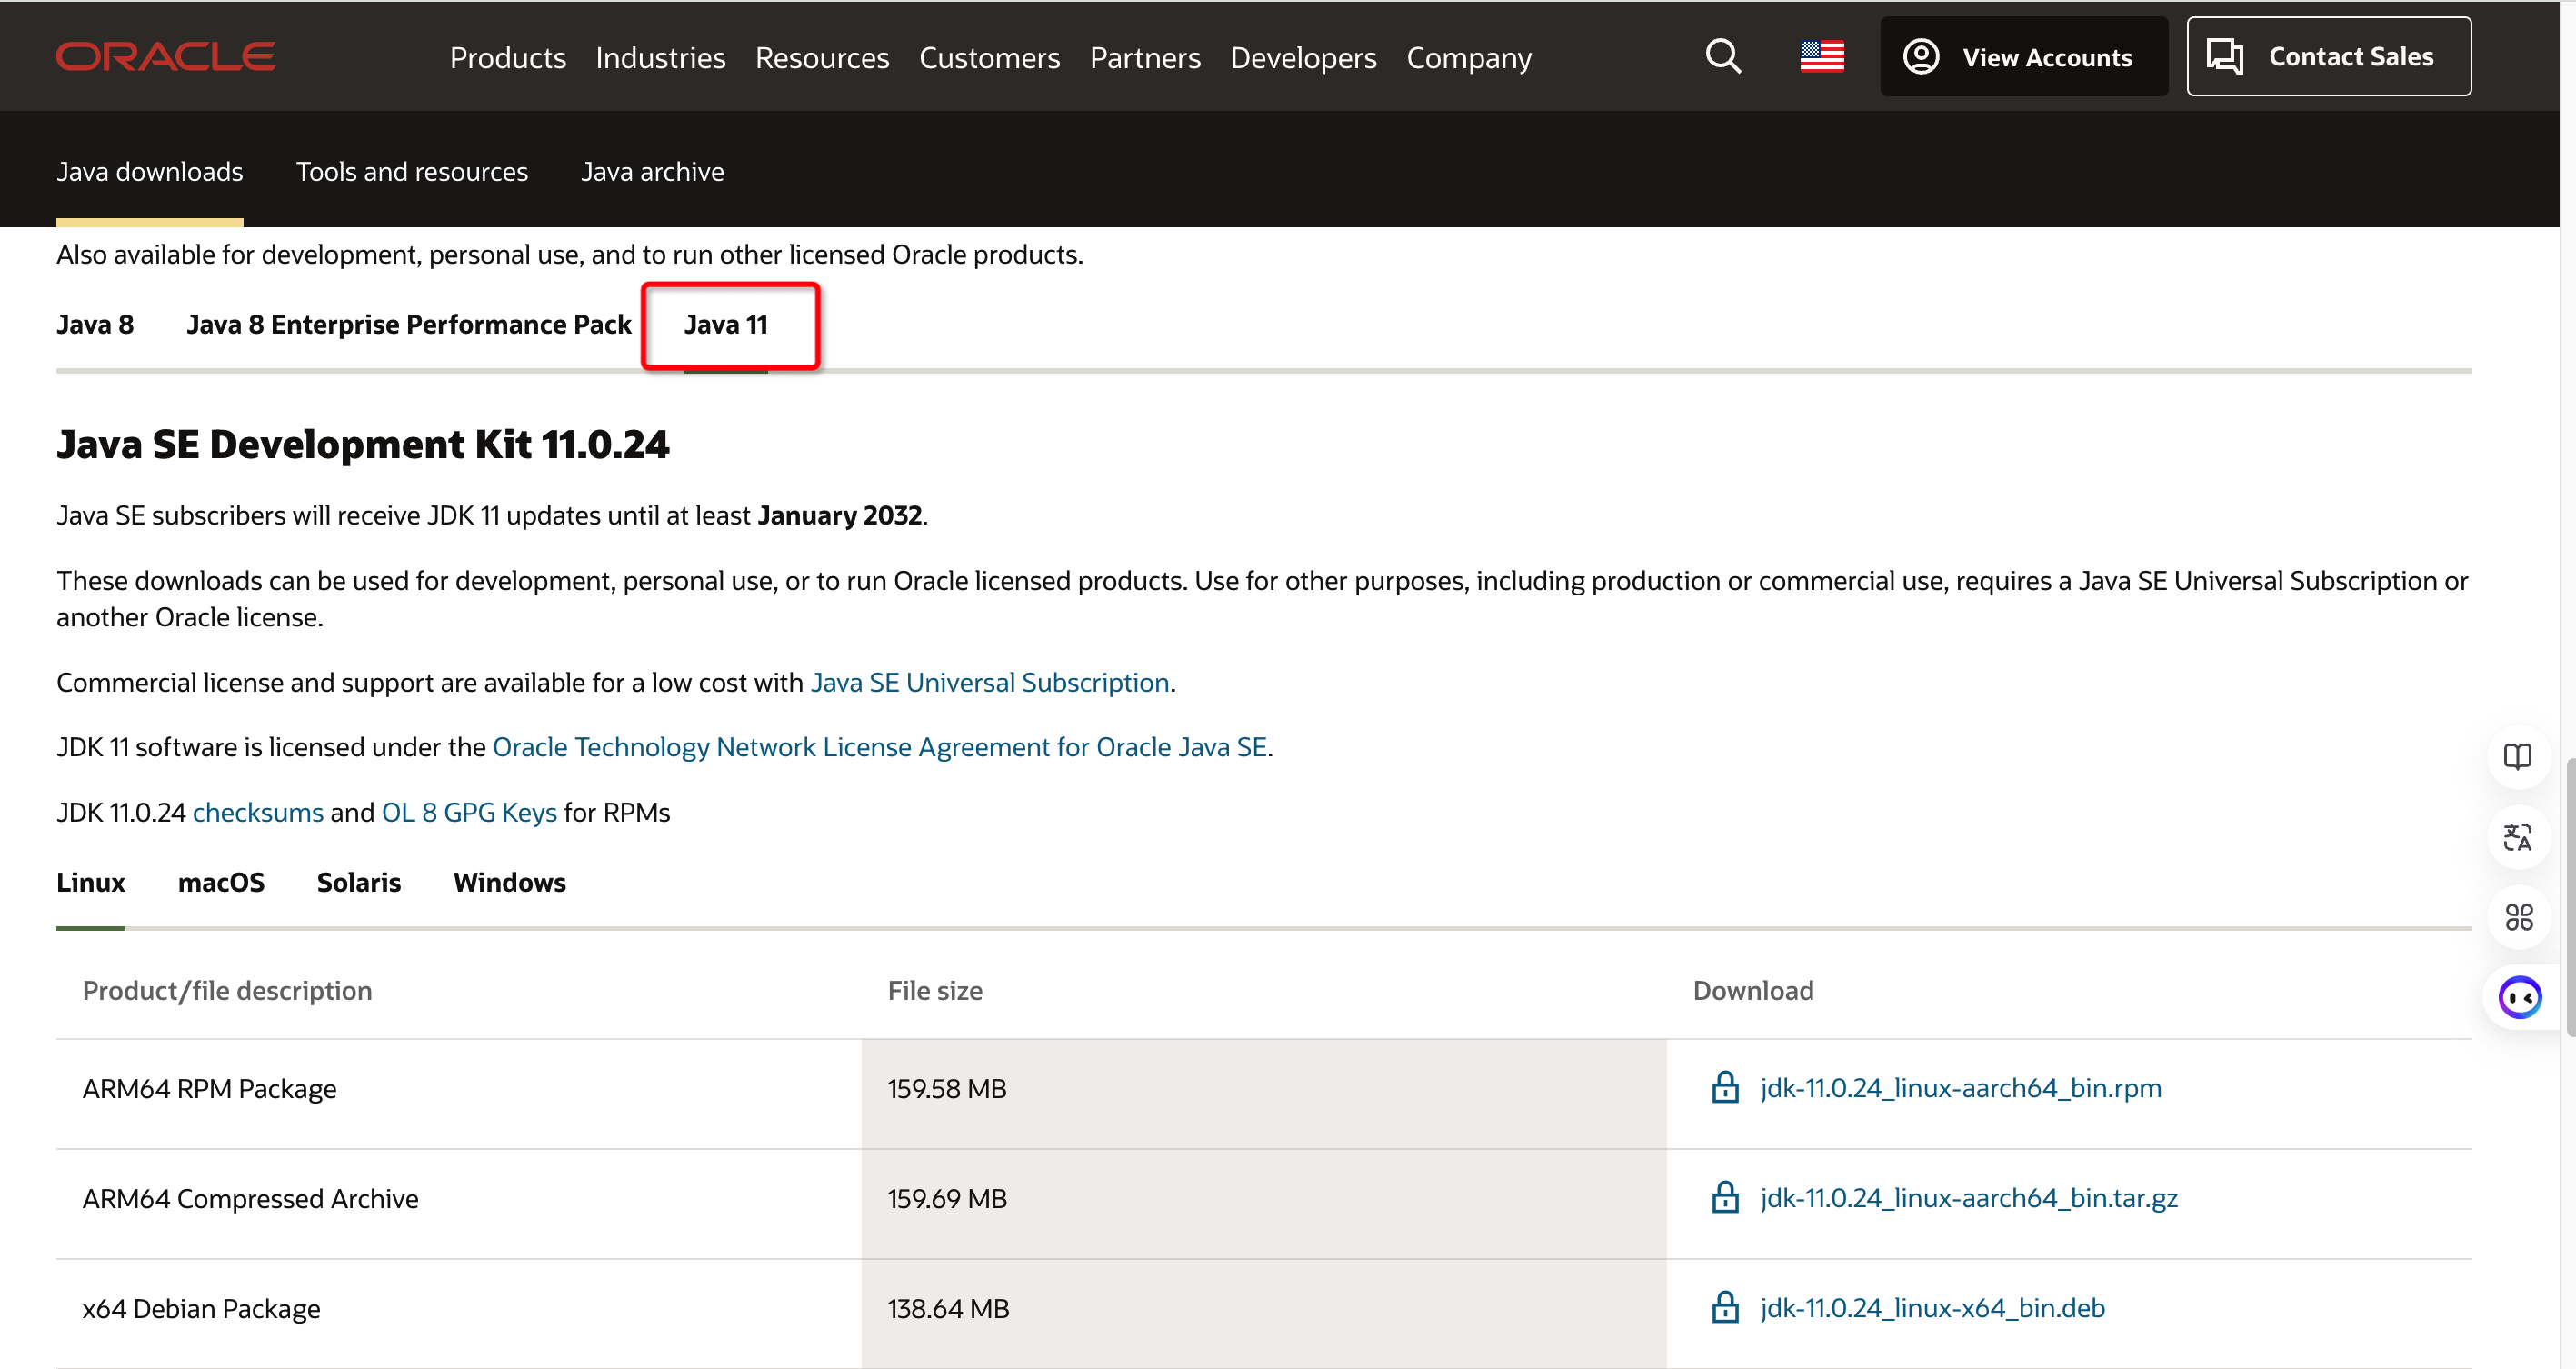 ORACLE
Products Industries Resources Customers Partners Developers Company
View Accounts
Contact Sales
Java downloads Tools and resources Java archive
Also available for development, personal use, and to run other licensed Oracle products.
Java 8 Java 8 Enterprise Performance Pack Java 11
Java SE Development Kit 11.0.24
Java SE subscribers will receive JDK 11 updates until at least January 2032.
These downloads can be used for development, personal use, or to run Oracle licensed products. Use for other purposes, including production or commercial use, requires a Java SE Universal Subscription or
another Oracle license.
Commercial license and support are available for a low cost with Java SE Universal Subscription.
JDK 11 software is licensed under the Oracle Technology Network License Agreement for Oracle Java SE.
JDK 11.0.24 checksums and OL 8 GPG Keys for RPMs
Linux macOS Solaris Windows
Product/file description File size Download
ARM64 RPM Package 159.58 MB jdk-11.0.24_linux-aarch64_bin.rpm
ARM64 Compressed Archive 159.69 MB jdk-11.0.24_linux-aarch64_bin.tar.gz
x64 Debian Package 138.64 MB jdk-11.0.24_linux-x64_bin.deb